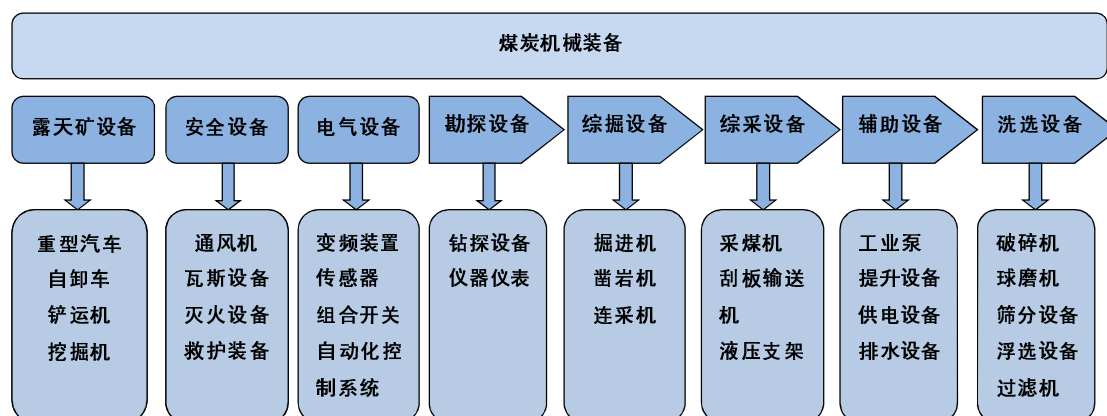 煤炭机械装备
露天矿设备
安全设备
电气设备
勘探设备
综掘设备
综采设备
辅助设备
洗选设备
重型汽车
自卸车
铲运机
挖掘机
通风机
瓦斯设备
灭火设备
救护装备
变频装置
传感器
组合开关
自动化控
制系统
钻探设备
仪器仪表
掘进机
凿岩机
连采机
采煤机
刮板输送
机
液压支架
工业泵
提升设备
供电设备
排水设备
破碎机
球磨机
筛分设备
浮选设备
过滤机